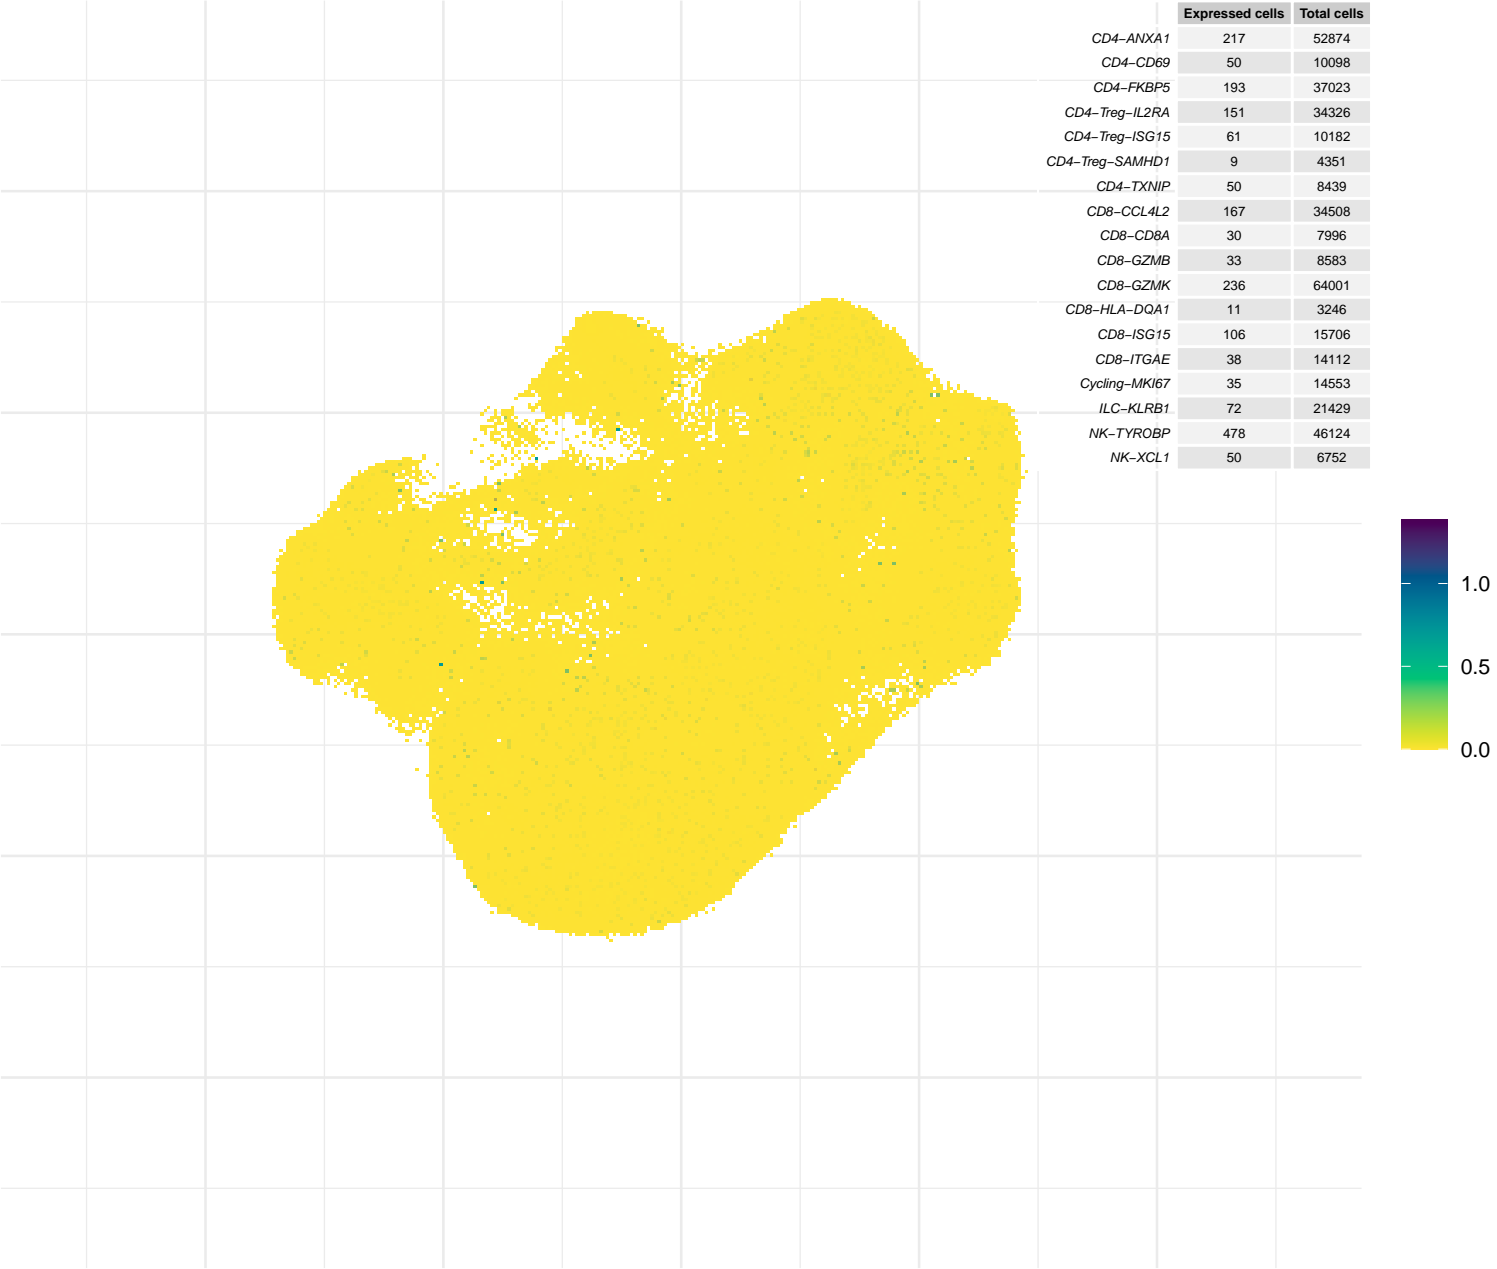 Expressed cells Total cells
CD4−ANXA1 217 52874
CD4−CD69 50 10098
CD4−FKBP5 193 37023
CD4−Treg−IL2RA 151 34326
CD4−Treg−ISG15 61 10182
CD4−Treg−SAMHD1 9 4351
CD4−TXNIP 50 8439
CD8−CCL4L2 167 34508
CD8−CD8A 30 7996
CD8−GZMB 33 8583
CD8−GZMK 236 64001
CD8−HLA−DQA1 11 3246
CD8−ISG15 106 15706
CD8−ITGAE 38 14112
Cycling−MKI67 35 14553
ILC−KLRB1 72 21429
NK−TYROBP 478 46124
NK−XCL1 50 6752
1.0
0.5
0.0